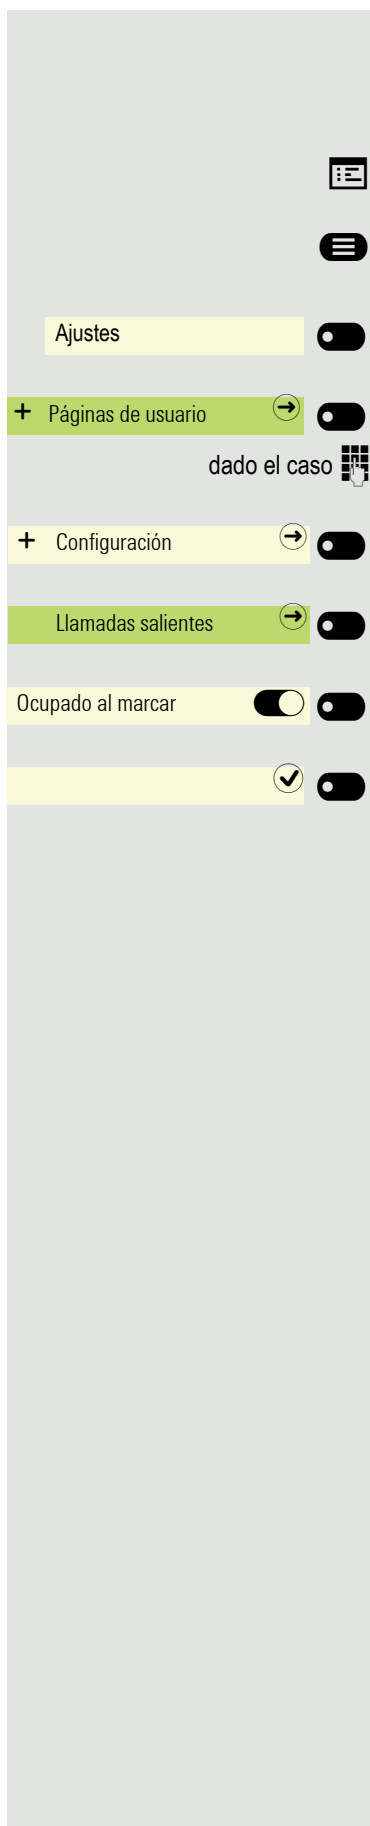 Ajustes
+ Páginas de usuario
dado el caso
+ Configuración
Llamadas salientes
Ocupado al marcar